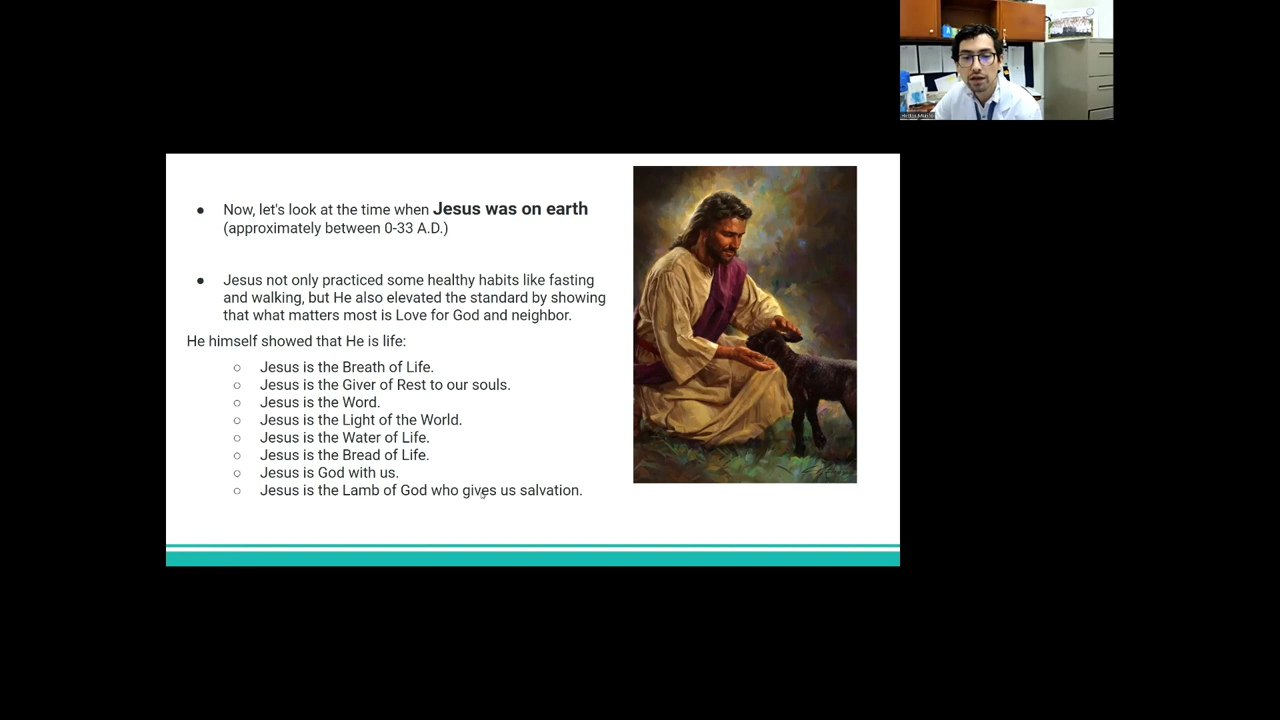 ● Now, let's look at the time when Jesus was on earth
(approximately between 0-33 A.D.)
● Jesus not only practiced some healthy habits like fasting
and walking, but He also elevated the standard by showing
that what matters most is Love for God and neighbor.
He himself showed that He is life:
○ Jesus is the Breath of Life.
○ Jesus is the Giver of Rest to our souls.
○ Jesus is the Word.
○ Jesus is the Light of the World.
○ Jesus is the Water of Life.
○ Jesus is the Bread of Life.
○ Jesus is God with us.
○ Jesus is the Lamb of God who gives us salvation.